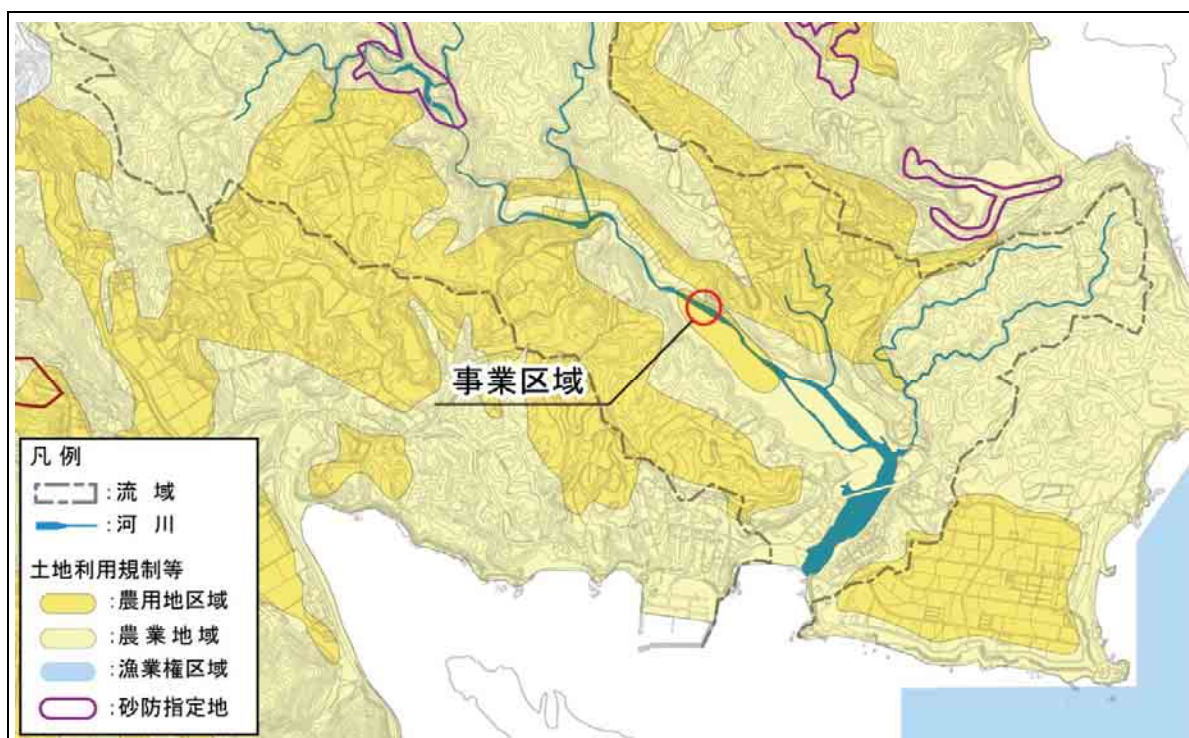 事業区域
凡 例
:流 域
:河 川
土地利用規制等
:農用地区域
:農 業 地 域
:漁業権区域
:砂防指定地